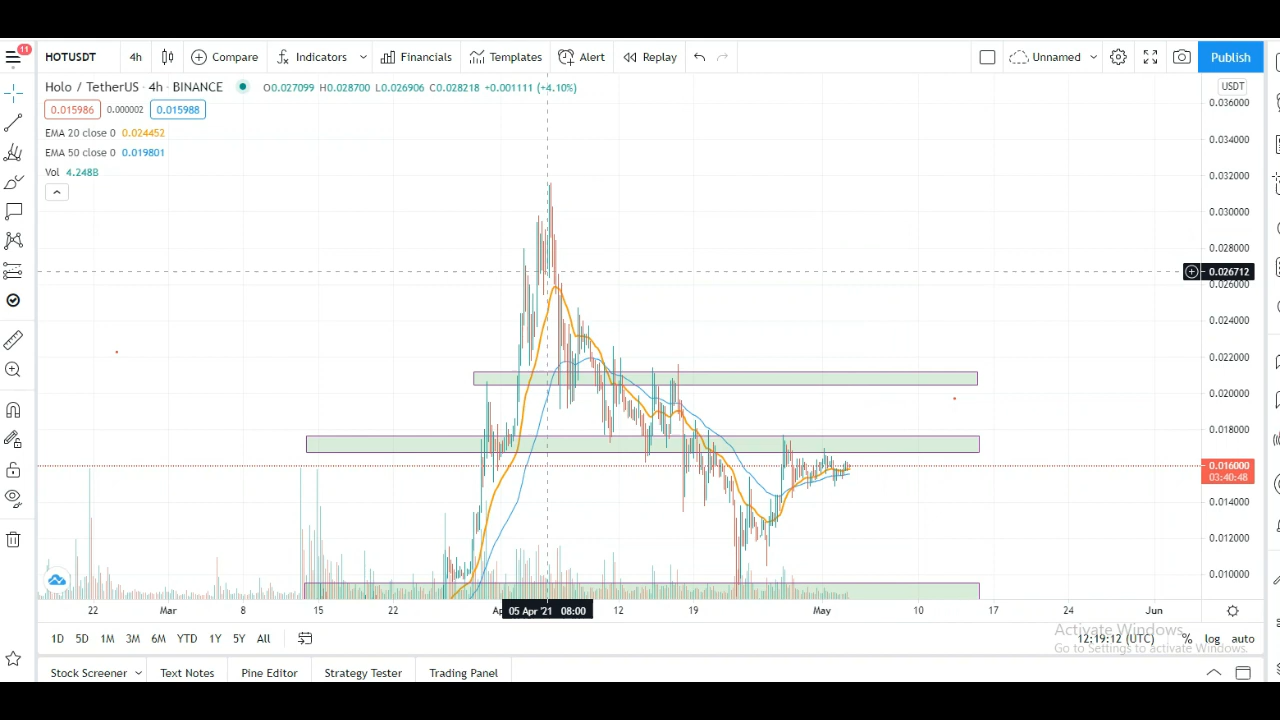 11
HOTUSDT 4h Compare Indicators Financials Templates Alert Replay Unnamed Publish
Holo / TetherUS · 4h · BINANCE O0.027099 H0.028700 L0.026906 C0.028218 +0.001111 (+4.10%)
USDT
0.015986 0.000002 0.015988
EMA 20 close 0 0.024452
EMA 50 close 0 0.019801
Vol 4.248B
0.036000
0.034000
0.032000
0.030000
0.028000
0.026712
0.026000
0.024000
0.022000
0.020000
0.018000
0.016000
03:40:48
0.014000
0.012000
0.010000
22 Mar 8 15 22 05 Apr '21 08:00 12 19 May 10 17 24 Jun
1D 5D 1M 3M 6M YTD 1Y 5Y All 12:19:12 (UTC) % log auto
Activate Windows
Go to Settings to activate Windows.
Stock Screener Text Notes Pine Editor Strategy Tester Trading Panel